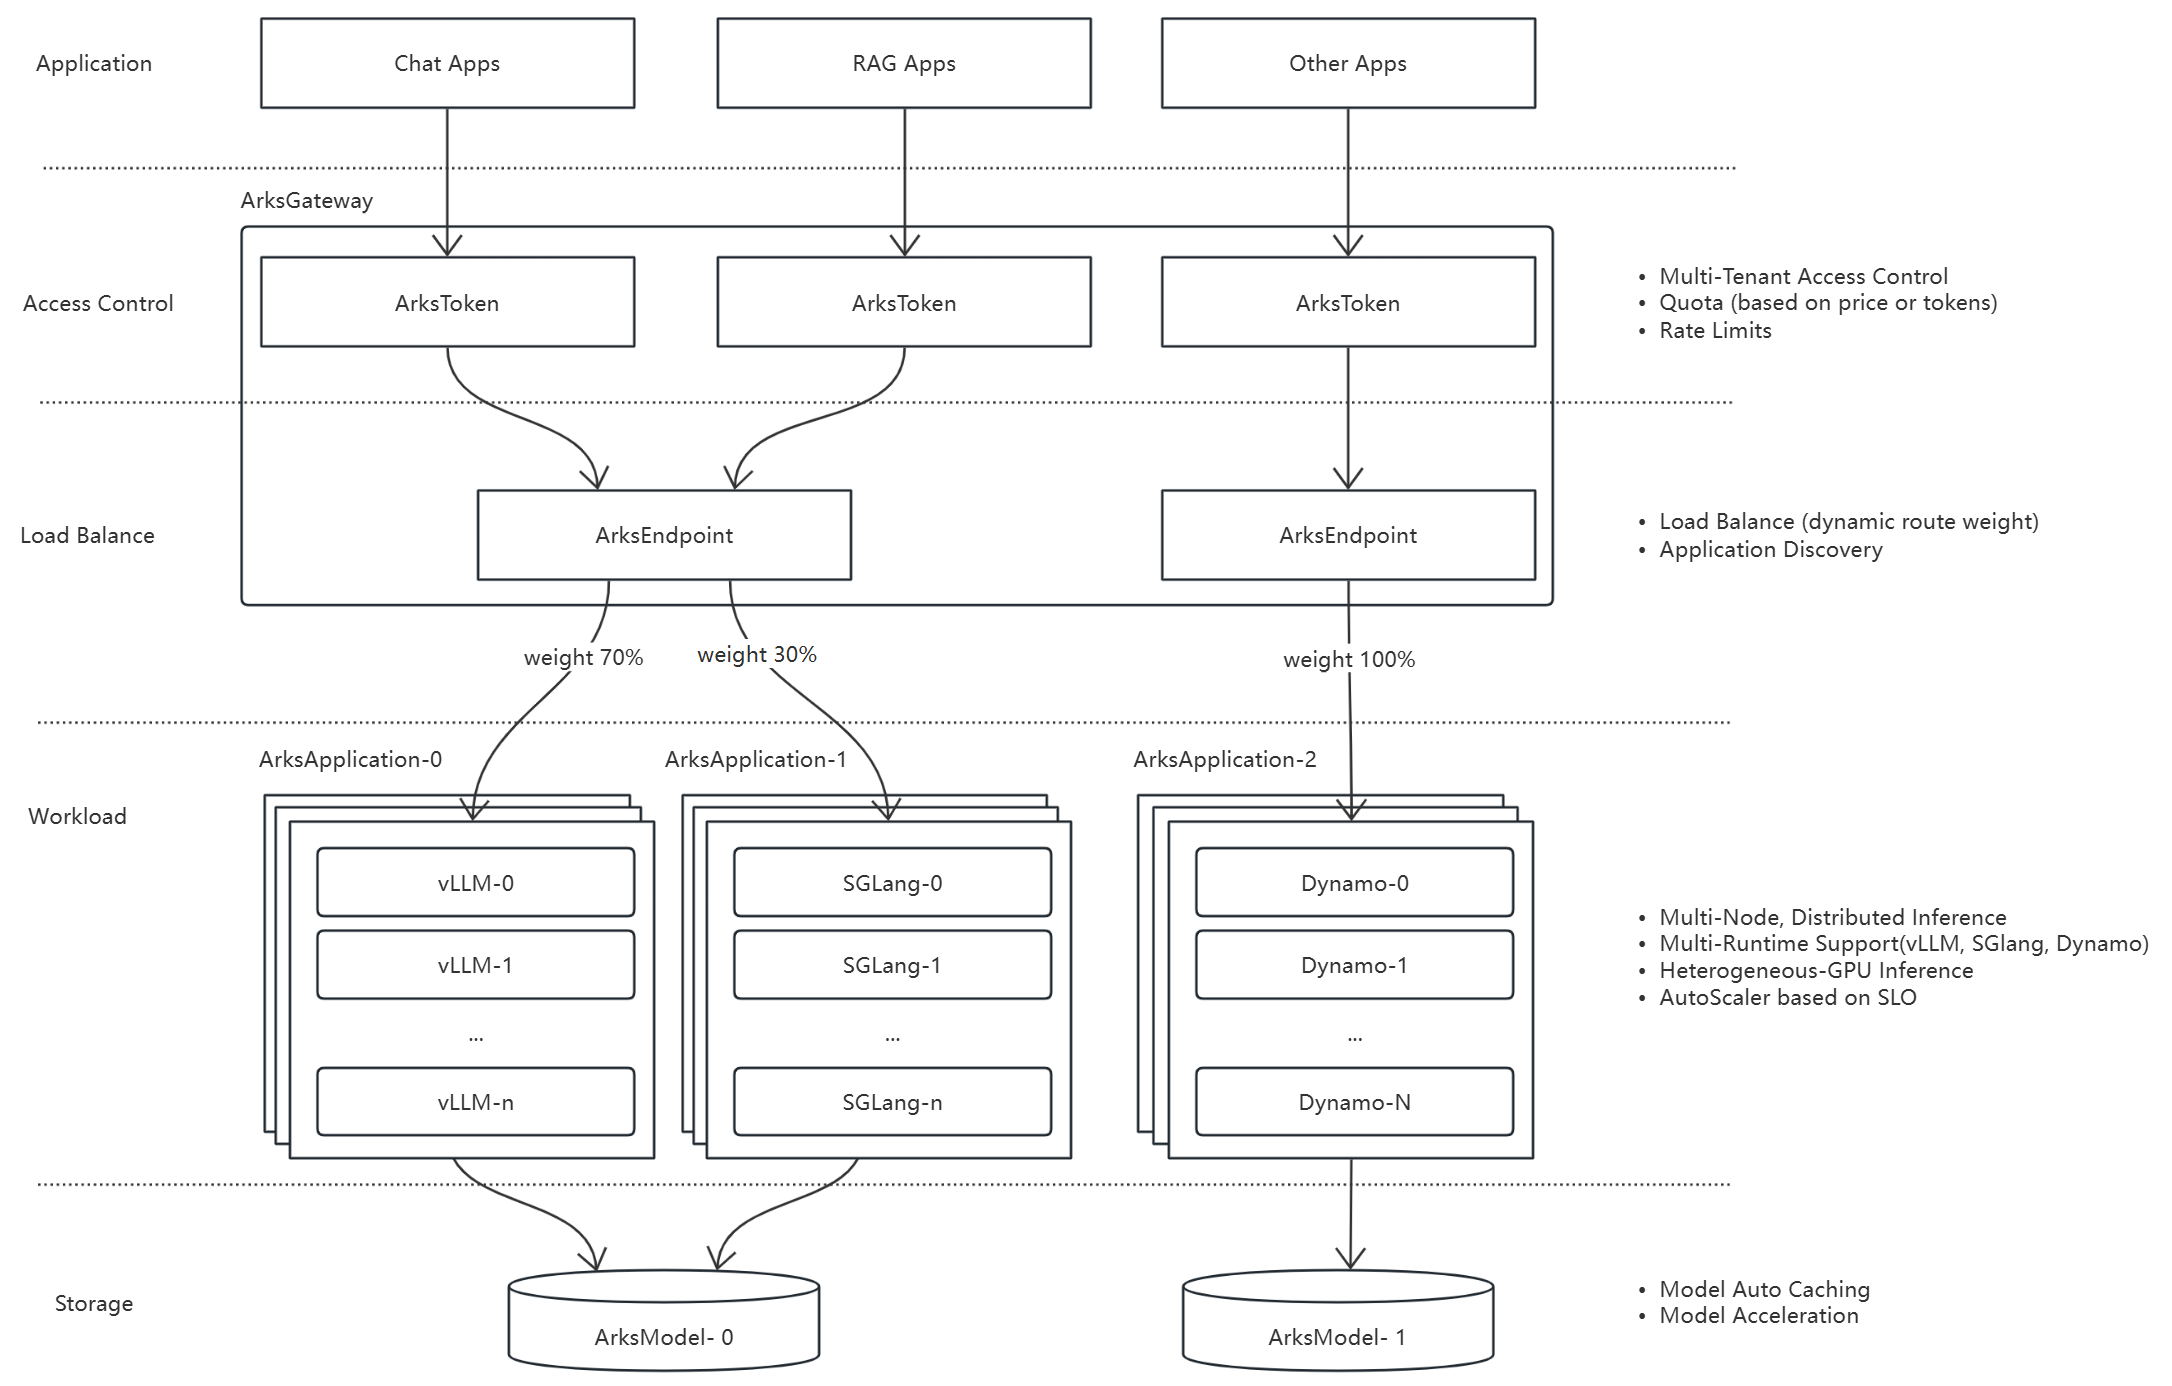 Application
Chat Apps
RAG Apps
Other Apps
ArksGateway
Access Control
ArksToken
ArksToken
ArksToken
• Multi-Tenant Access Control
• Quota (based on price or tokens)
• Rate Limits
Load Balance
ArksEndpoint
ArksEndpoint
• Load Balance (dynamic route weight)
• Application Discovery
weight 70%
weight 30%
weight 100%
ArksApplication-0
ArksApplication-1
ArksApplication-2
Workload
vLLM-0
vLLM-1
...
vLLM-n
SGLang-0
SGLang-1
...
SGLang-n
Dynamo-0
Dynamo-1
...
Dynamo-N
• Multi-Node, Distributed Inference
• Multi-Runtime Support(vLLM, SGlang, Dynamo)
• Heterogeneous-GPU Inference
• AutoScaler based on SLO
Storage
ArksModel- 0
ArksModel- 1
• Model Auto Caching
• Model Acceleration